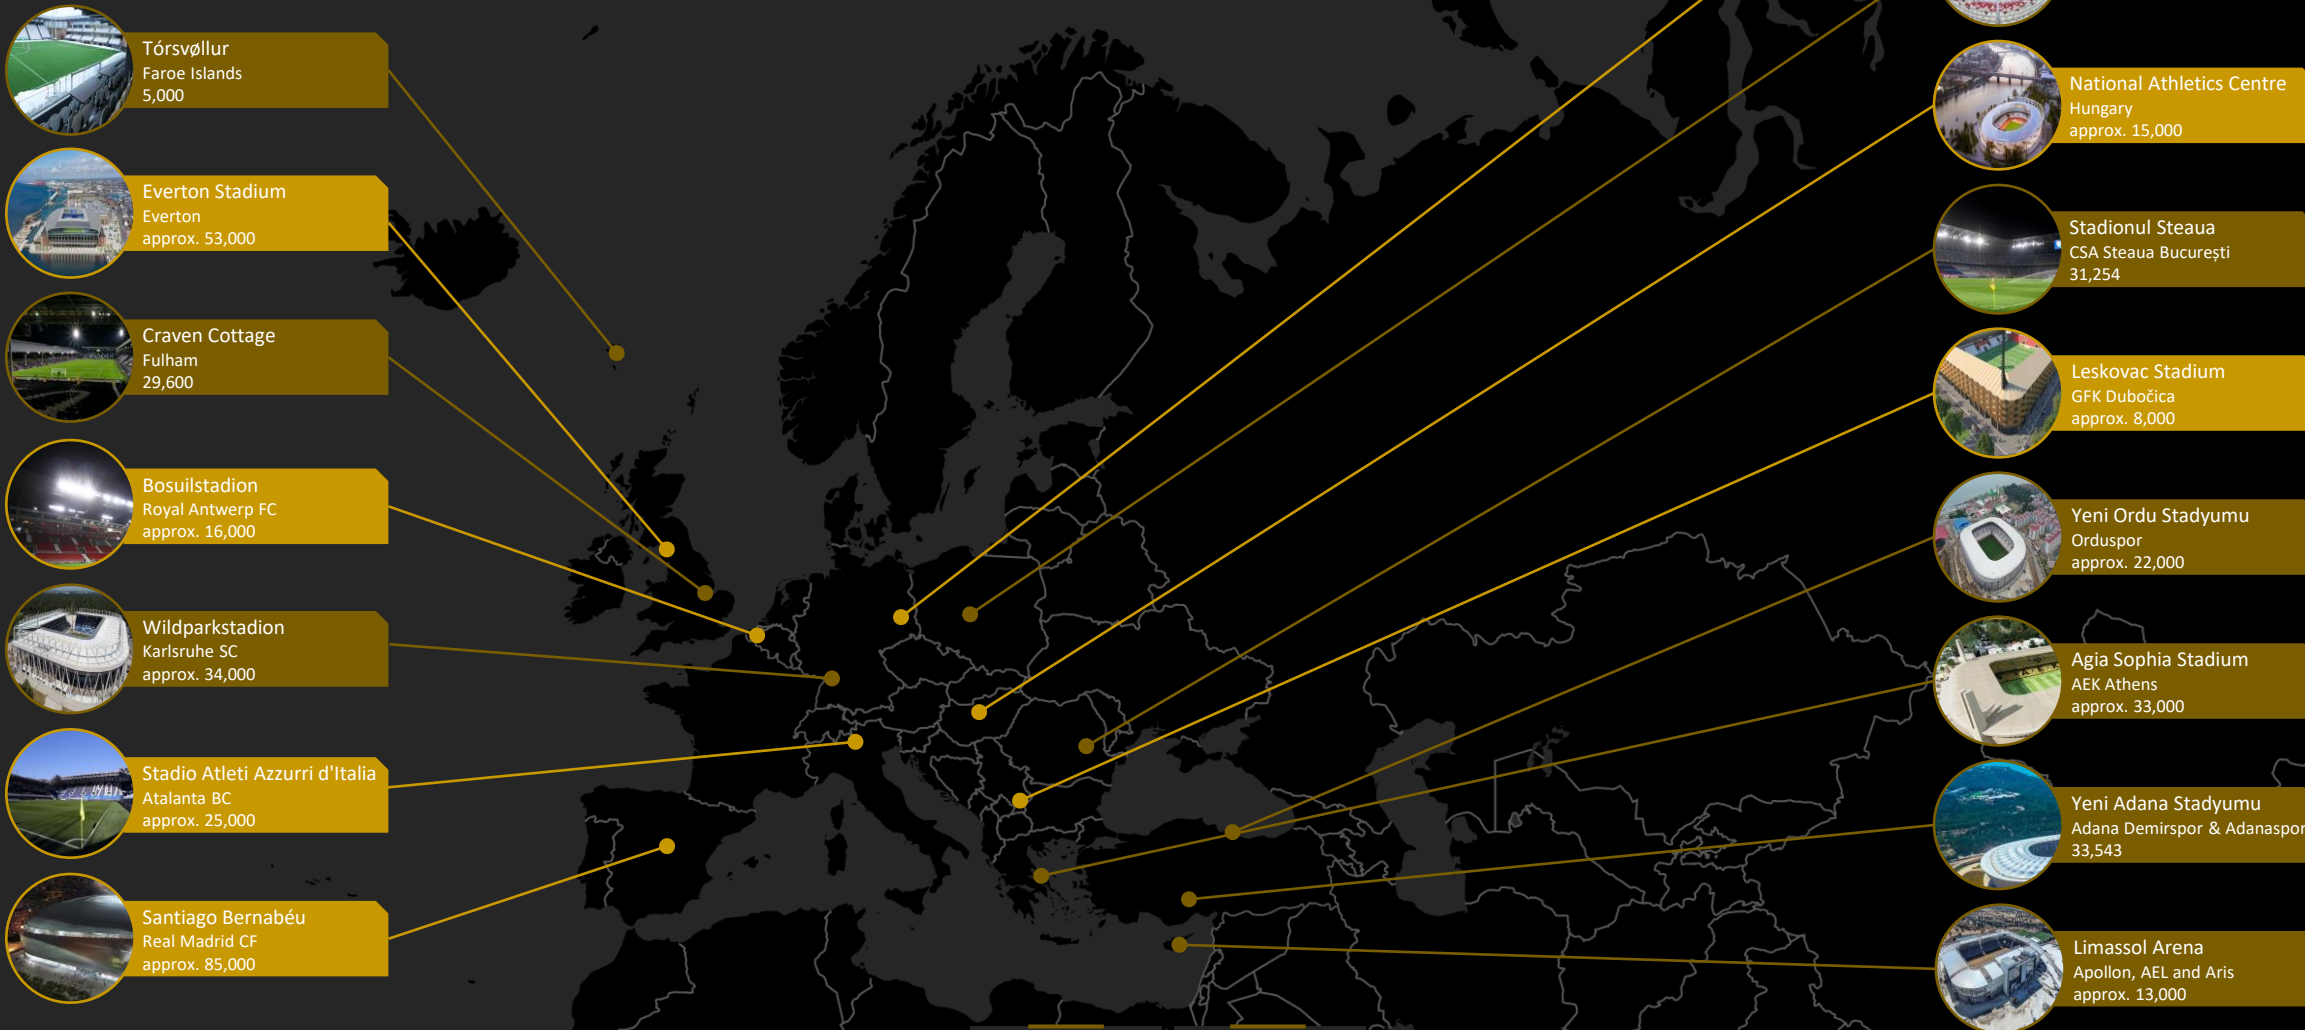 Tórsvøllur
Faroe Islands
5,000
Everton Stadium
Everton
approx. 53,000
Craven Cottage
Fulham
29,600
Bosuilstadion
Royal Antwerp FC
approx. 16,000
Wildparkstadion
Karlsruhe SC
approx. 34,000
Stadio Atleti Azzurri d'Italia
Atalanta BC
approx. 25,000
Santiago Bernabéu
Real Madrid CF
approx. 85,000
National Athletics Centre
Hungary
approx. 15,000
Stadionul Steaua
CSA Steaua București
31,254
Leskovac Stadium
GFK Dubočica
approx. 8,000
Yeni Ordu Stadyumu
Orduspor
approx. 22,000
Agia Sophia Stadium
AEK Athens
approx. 33,000
Yeni Adana Stadyumu
Adana Demirspor & Adanaspor
33,543
Limassol Arena
Apollon, AEL and Aris
approx. 13,000